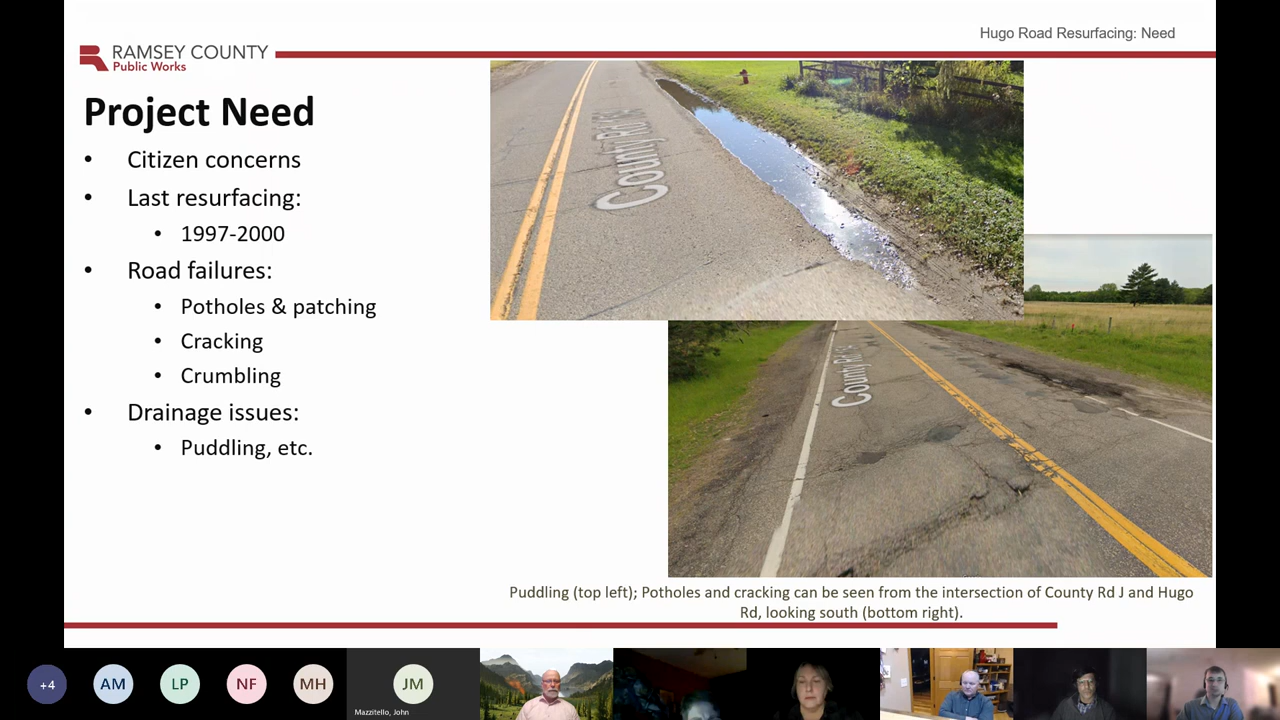 Hugo Road Resurfacing: Need
RAMSEY COUNTY
Public Works
Project Need
• Citizen concerns
• Last resurfacing:
• 1997-2000
• Road failures:
• Potholes & patching
• Cracking
• Crumbling
• Drainage issues:
• Puddling, etc.
County Rd 54
County Rd 54
Puddling (top left); Potholes and cracking can be seen from the intersection of County Rd J and Hugo
Rd, looking south (bottom right).
+4
AM
LP
NF
MH
JM
Mazzitello, John